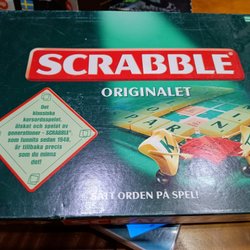 SCRABBLE®
ORIGINALET
Det
klassiska
korsordsspelet.
Älskat och spelat av
generationer - SCRABBLE®
som funnits sedan 1948.
Är tillbaka precis
som du minns
det!
SÄTT ORDEN PÅ SPEL!